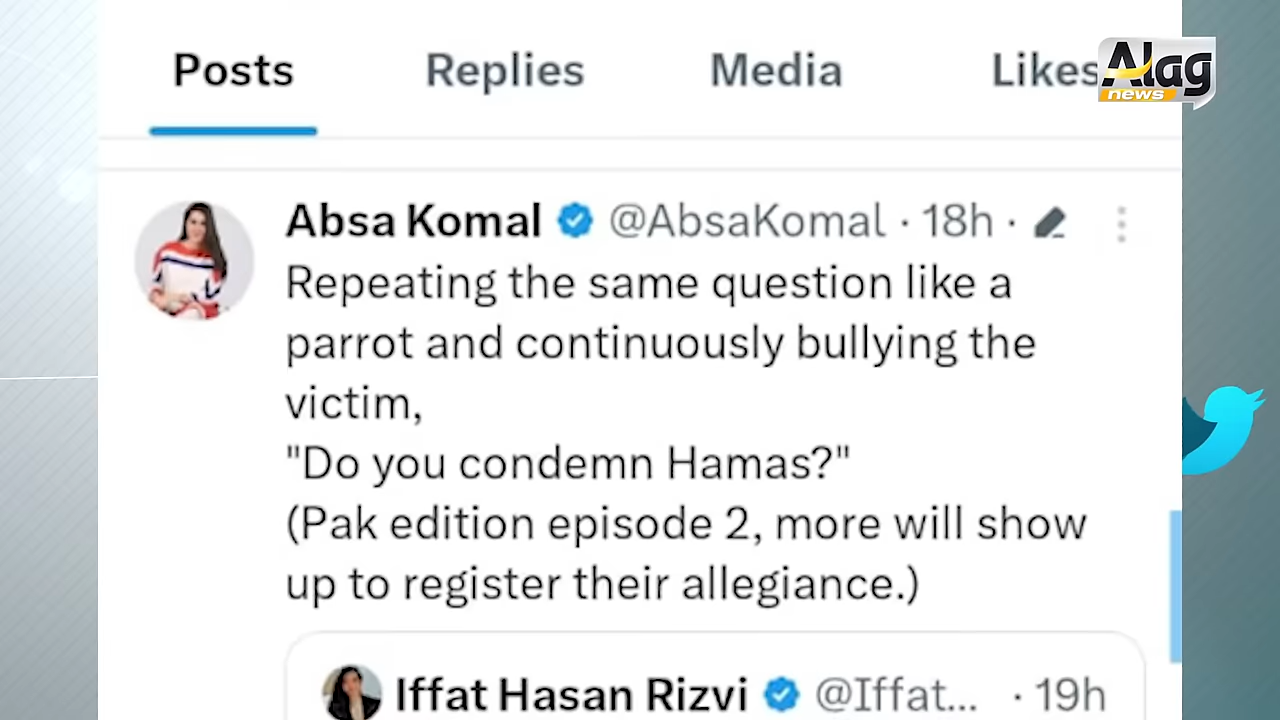 Posts Replies Media Likes
Alag
news
Absa Komal @AbsaKomal · 18h ·
Repeating the same question like a
parrot and continuously bullying the
victim,
"Do you condemn Hamas?"
(Pak edition episode 2, more will show
up to register their allegiance.)
Iffat Hasan Rizvi @Iffat... · 19h